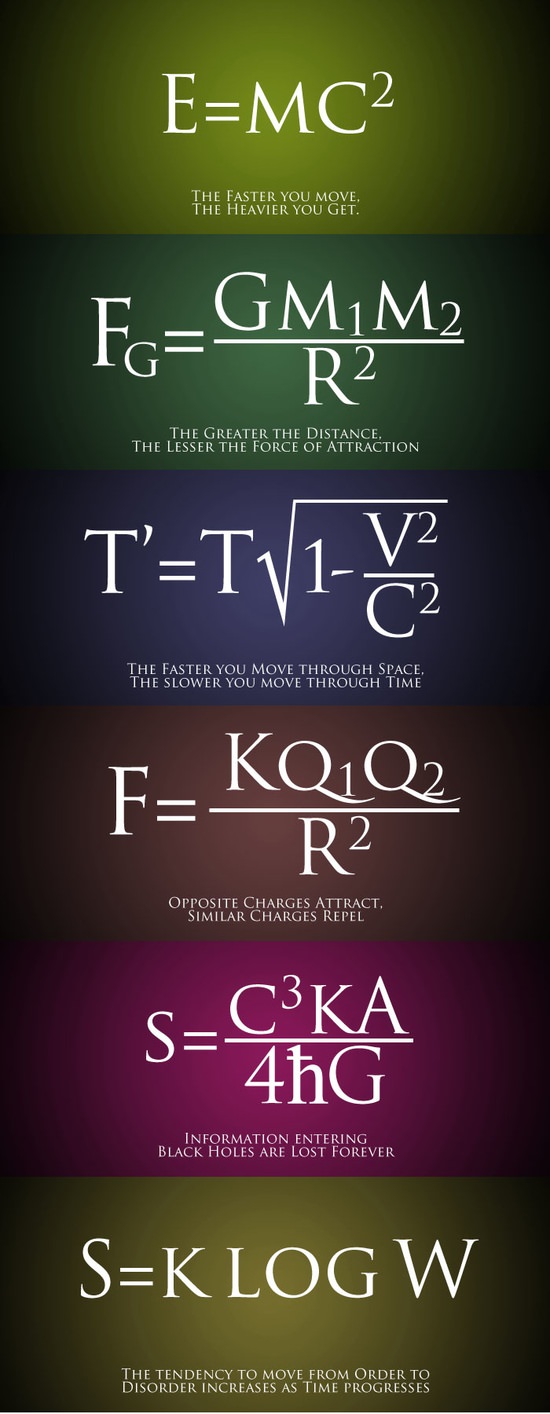 E=MC²
The Faster you move,
The Heavier you Get.
F_G = GM₁M₂ / R²
The Greater the Distance,
The Lesser the Force of Attraction
T' = T√(1 - V²/C²)
The Faster you Move through Space,
The slower you move through Time
F = KQ₁Q₂ / R²
Opposite Charges Attract,
Similar Charges Repel
S = C³KA / 4ħG
Information entering
Black Holes are Lost Forever
S=K LOG W
The tendency to move from Order to
Disorder increases as Time progresses